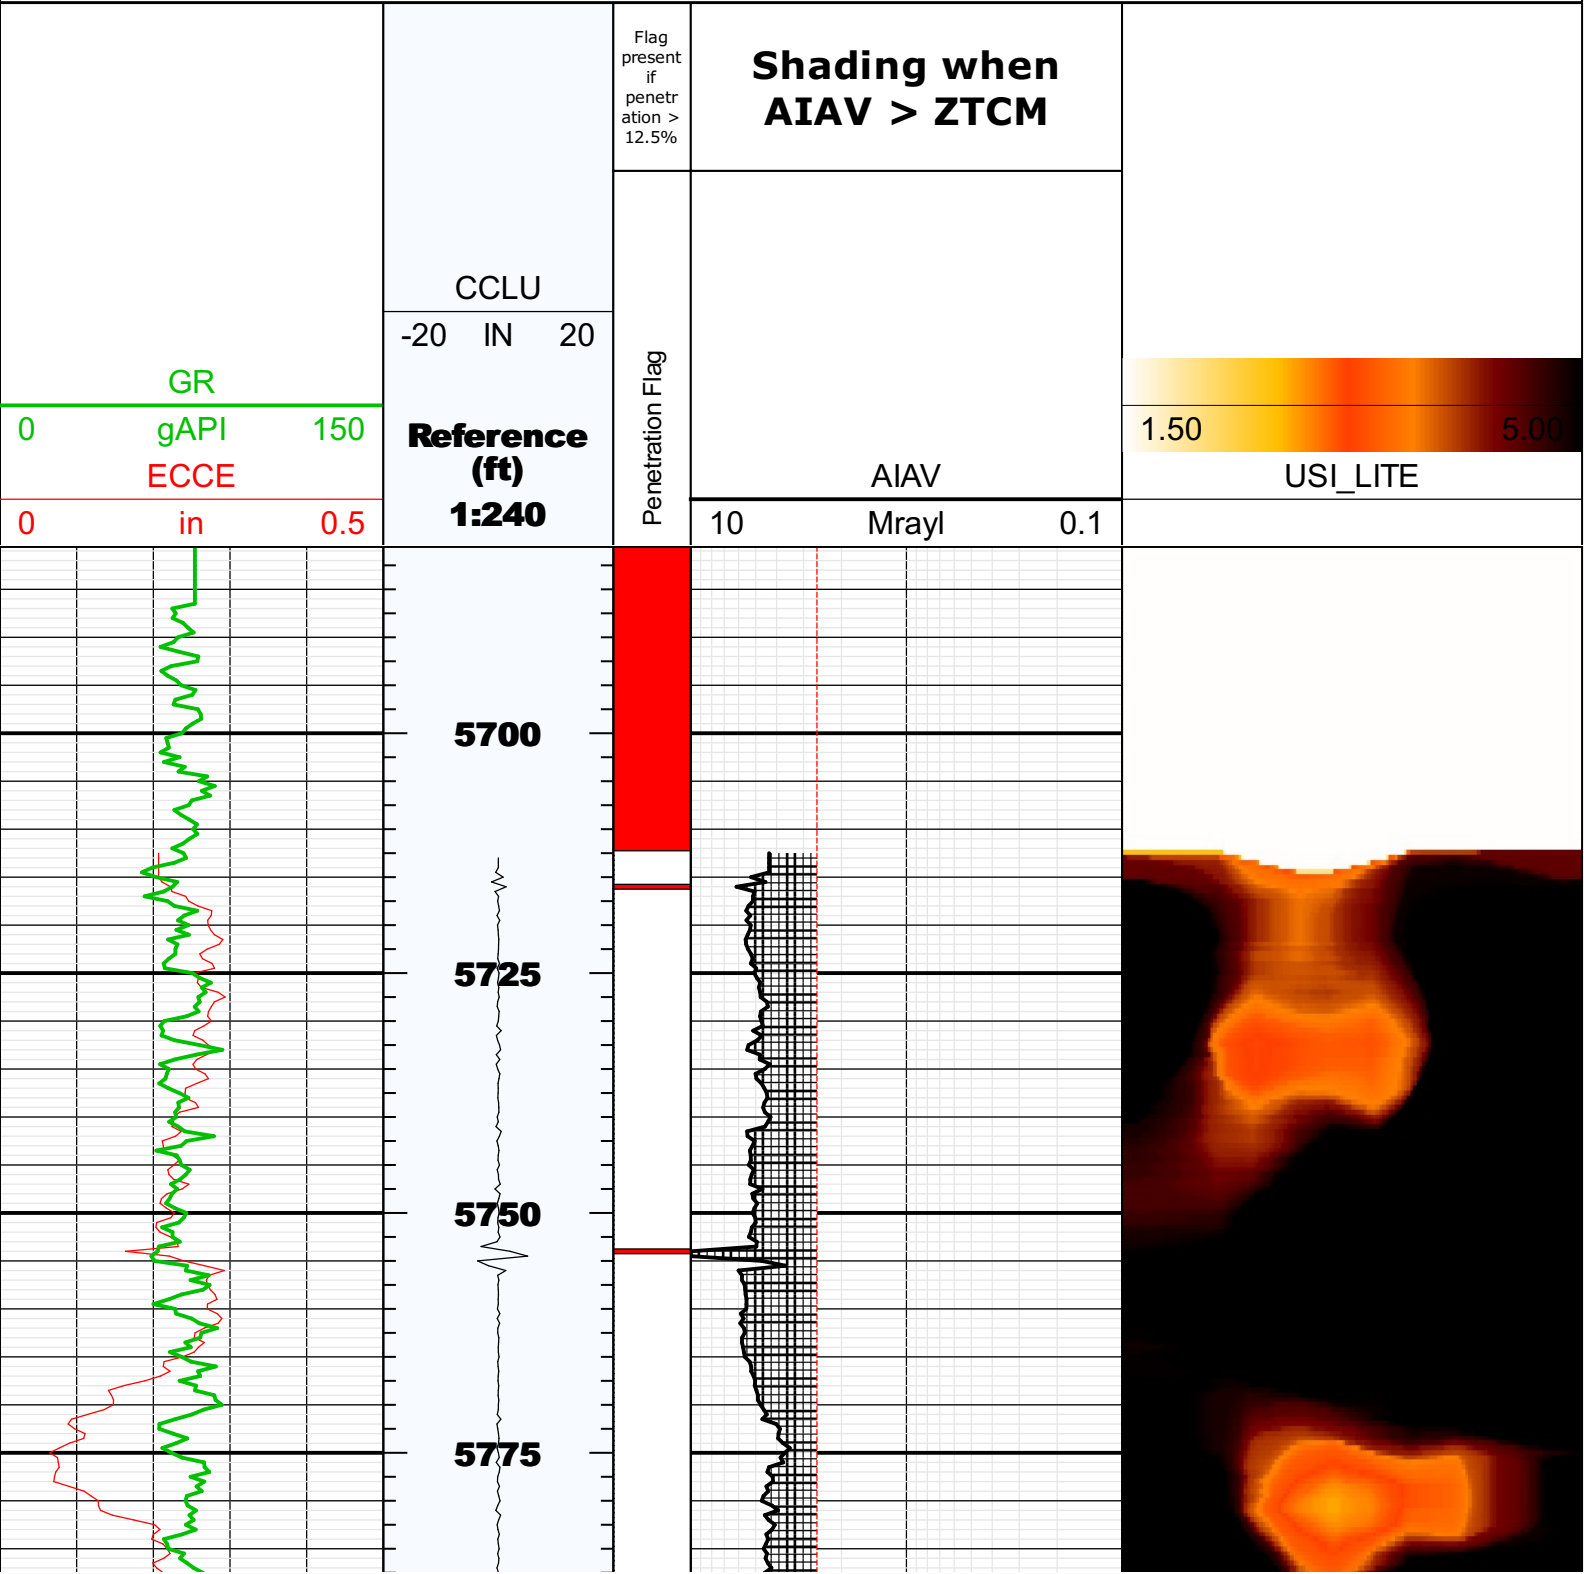 Flag
present
if
penetr
ation >
12.5%
Shading when
AIAV > ZTCM
CCLU
-20 IN 20
GR
0 gAPI 150
ECCE
0 in 0.5
Reference
(ft)
1:240
Penetration Flag
AIAV
10 Mrayl 0.1
1.50 5.00
USI_LITE
5700
5725
5750
5775